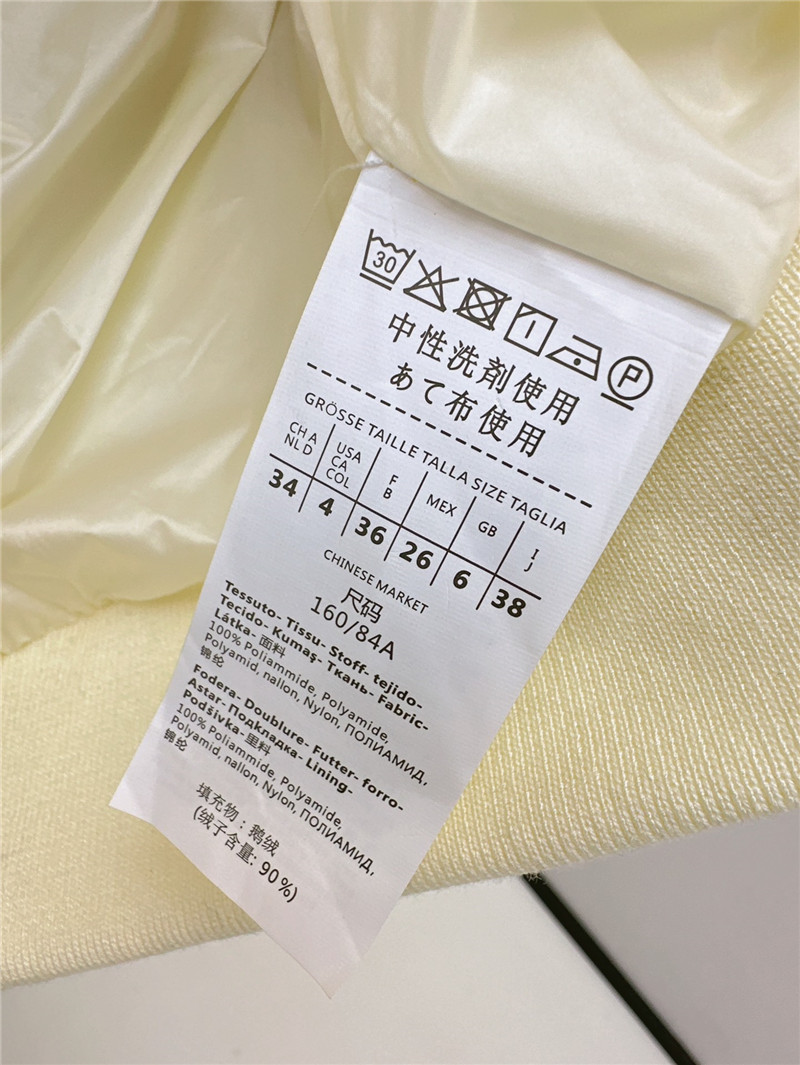 30
P
中性洗剤使用
あて布使用
GRÖSSE TAILLE TALLA SIZE TAGLIA
CH A NL D
USA CA COL
F B
MEX
GB
I J
34 4 36 26 6 38
CHINESE MARKET
尺码
160/84A
Tessuto- Tissu- Stoff- tejido-
Tecido- Kumaş- Ткань- Fabric-
Látka- 面料
100% Poliammide, Polyamide,
Polyamid, nallon, Nylon, ПОЛИАМИД,
锦纶
Fodera- Doublure- Futter- forro-
Astar- Подкладка- Lining-
Podšívka- 里料
100% Poliammide, Polyamide,
Polyamid, nallon, Nylon, ПОЛИАМИД,
锦纶
填充物：鹅绒
(绒子含量: 90%)